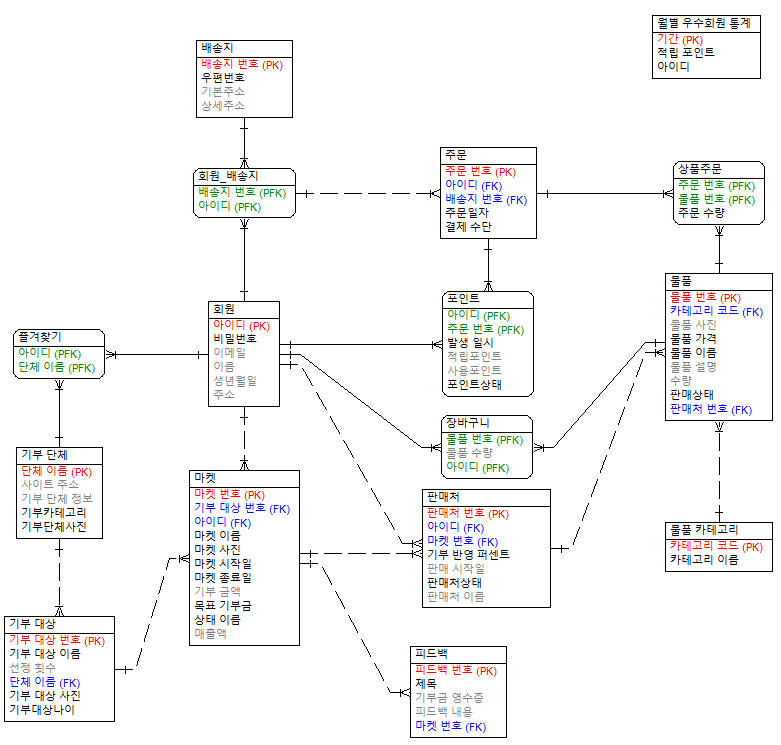 월별 우수회원 통계
기간 (PK)
적립 포인트
아이디
배송지
배송지 번호 (PK)
우편번호
기본주소
상세주소
회원_배송지
배송지 번호 (PFK)
아이디 (PFK)
주문
주문 번호 (PK)
아이디 (FK)
배송지 번호 (FK)
주문일자
결제 수단
상품주문
주문 번호 (PFK)
물품 번호 (PFK)
주문 수량
회원
아이디 (PK)
비밀번호
이메일
이름
생년월일
주소
포인트
아이디 (PFK)
주문 번호 (PFK)
발생 일시
적립포인트
사용포인트
포인트상태
물품
물품 번호 (PK)
카테고리 코드 (FK)
물품 사진
물품 가격
물품 이름
물품 설명
수량
판매상태
판매처 번호 (FK)
즐겨찾기
아이디 (PFK)
단체 이름 (PFK)
장바구니
물품 번호 (PFK)
물품 수량
아이디 (PFK)
기부 단체
단체 이름 (PK)
사이트 주소
기부 단체 정보
기부카테고리
기부단체사진
마켓
마켓 번호 (PK)
기부 대상 번호 (FK)
아이디 (FK)
마켓 이름
마켓 사진
마켓 시작일
마켓 종료일
기부 금액
목표 기부금
상태 이름
매출액
판매처
판매처 번호 (PK)
아이디 (FK)
마켓 번호 (FK)
기부 반영 퍼센트
판매 시작일
판매처상태
판매처 이름
물품 카테고리
카테고리 코드 (PK)
카테고리 이름
기부 대상
기부 대상 번호 (PK)
기부 대상 이름
선정 횟수
단체 이름 (FK)
기부 대상 사진
기부대상나이
피드백
피드백 번호 (PK)
제목
기부금 영수증
피드백 내용
마켓 번호 (FK)